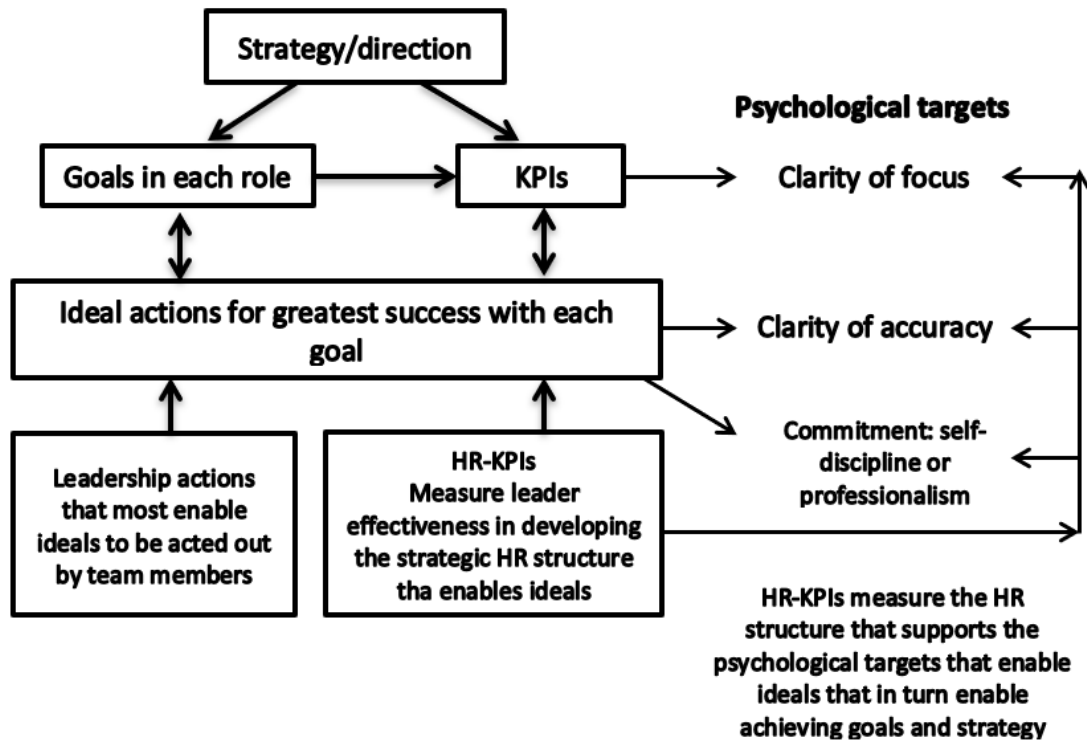 Strategy/direction
Psychological targets
Goals in each role
KPIs
Clarity of focus
Ideal actions for greatest success with each
goal
Clarity of accuracy
Leadership actions
that most enable
ideals to be acted out
by team members
HR-KPIs
Measure leader
effectiveness in developing
the strategic HR structure
tha enables ideals
Commitment: self-
discipline or
professionalism
HR-KPIs measure the HR
structure that supports the
psychological targets that enable
ideals that in turn enable
achieving goals and strategy